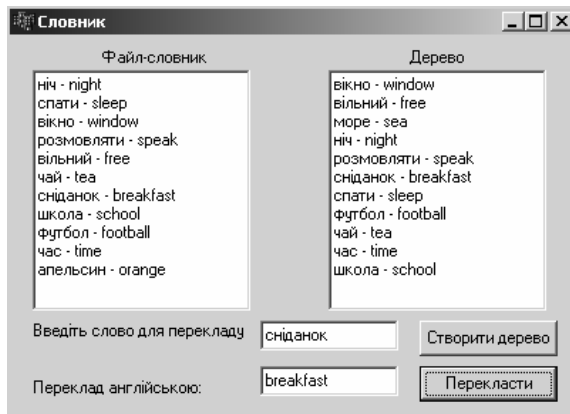 Словник
Файл-словник
ніч - night
спати - sleep
вікно - window
розмовляти - speak
вільний - free
чай - tea
сніданок - breakfast
школа - school
футбол - football
час - time
апельсин - orange
Дерево
вікно - window
вільний - free
море - sea
ніч - night
розмовляти - speak
сніданок - breakfast
спати - sleep
футбол - football
чай - tea
час - time
школа - school
Введіть слово для перекладу
сніданок
Створити дерево
Переклад англійською:
breakfast
Перекласти